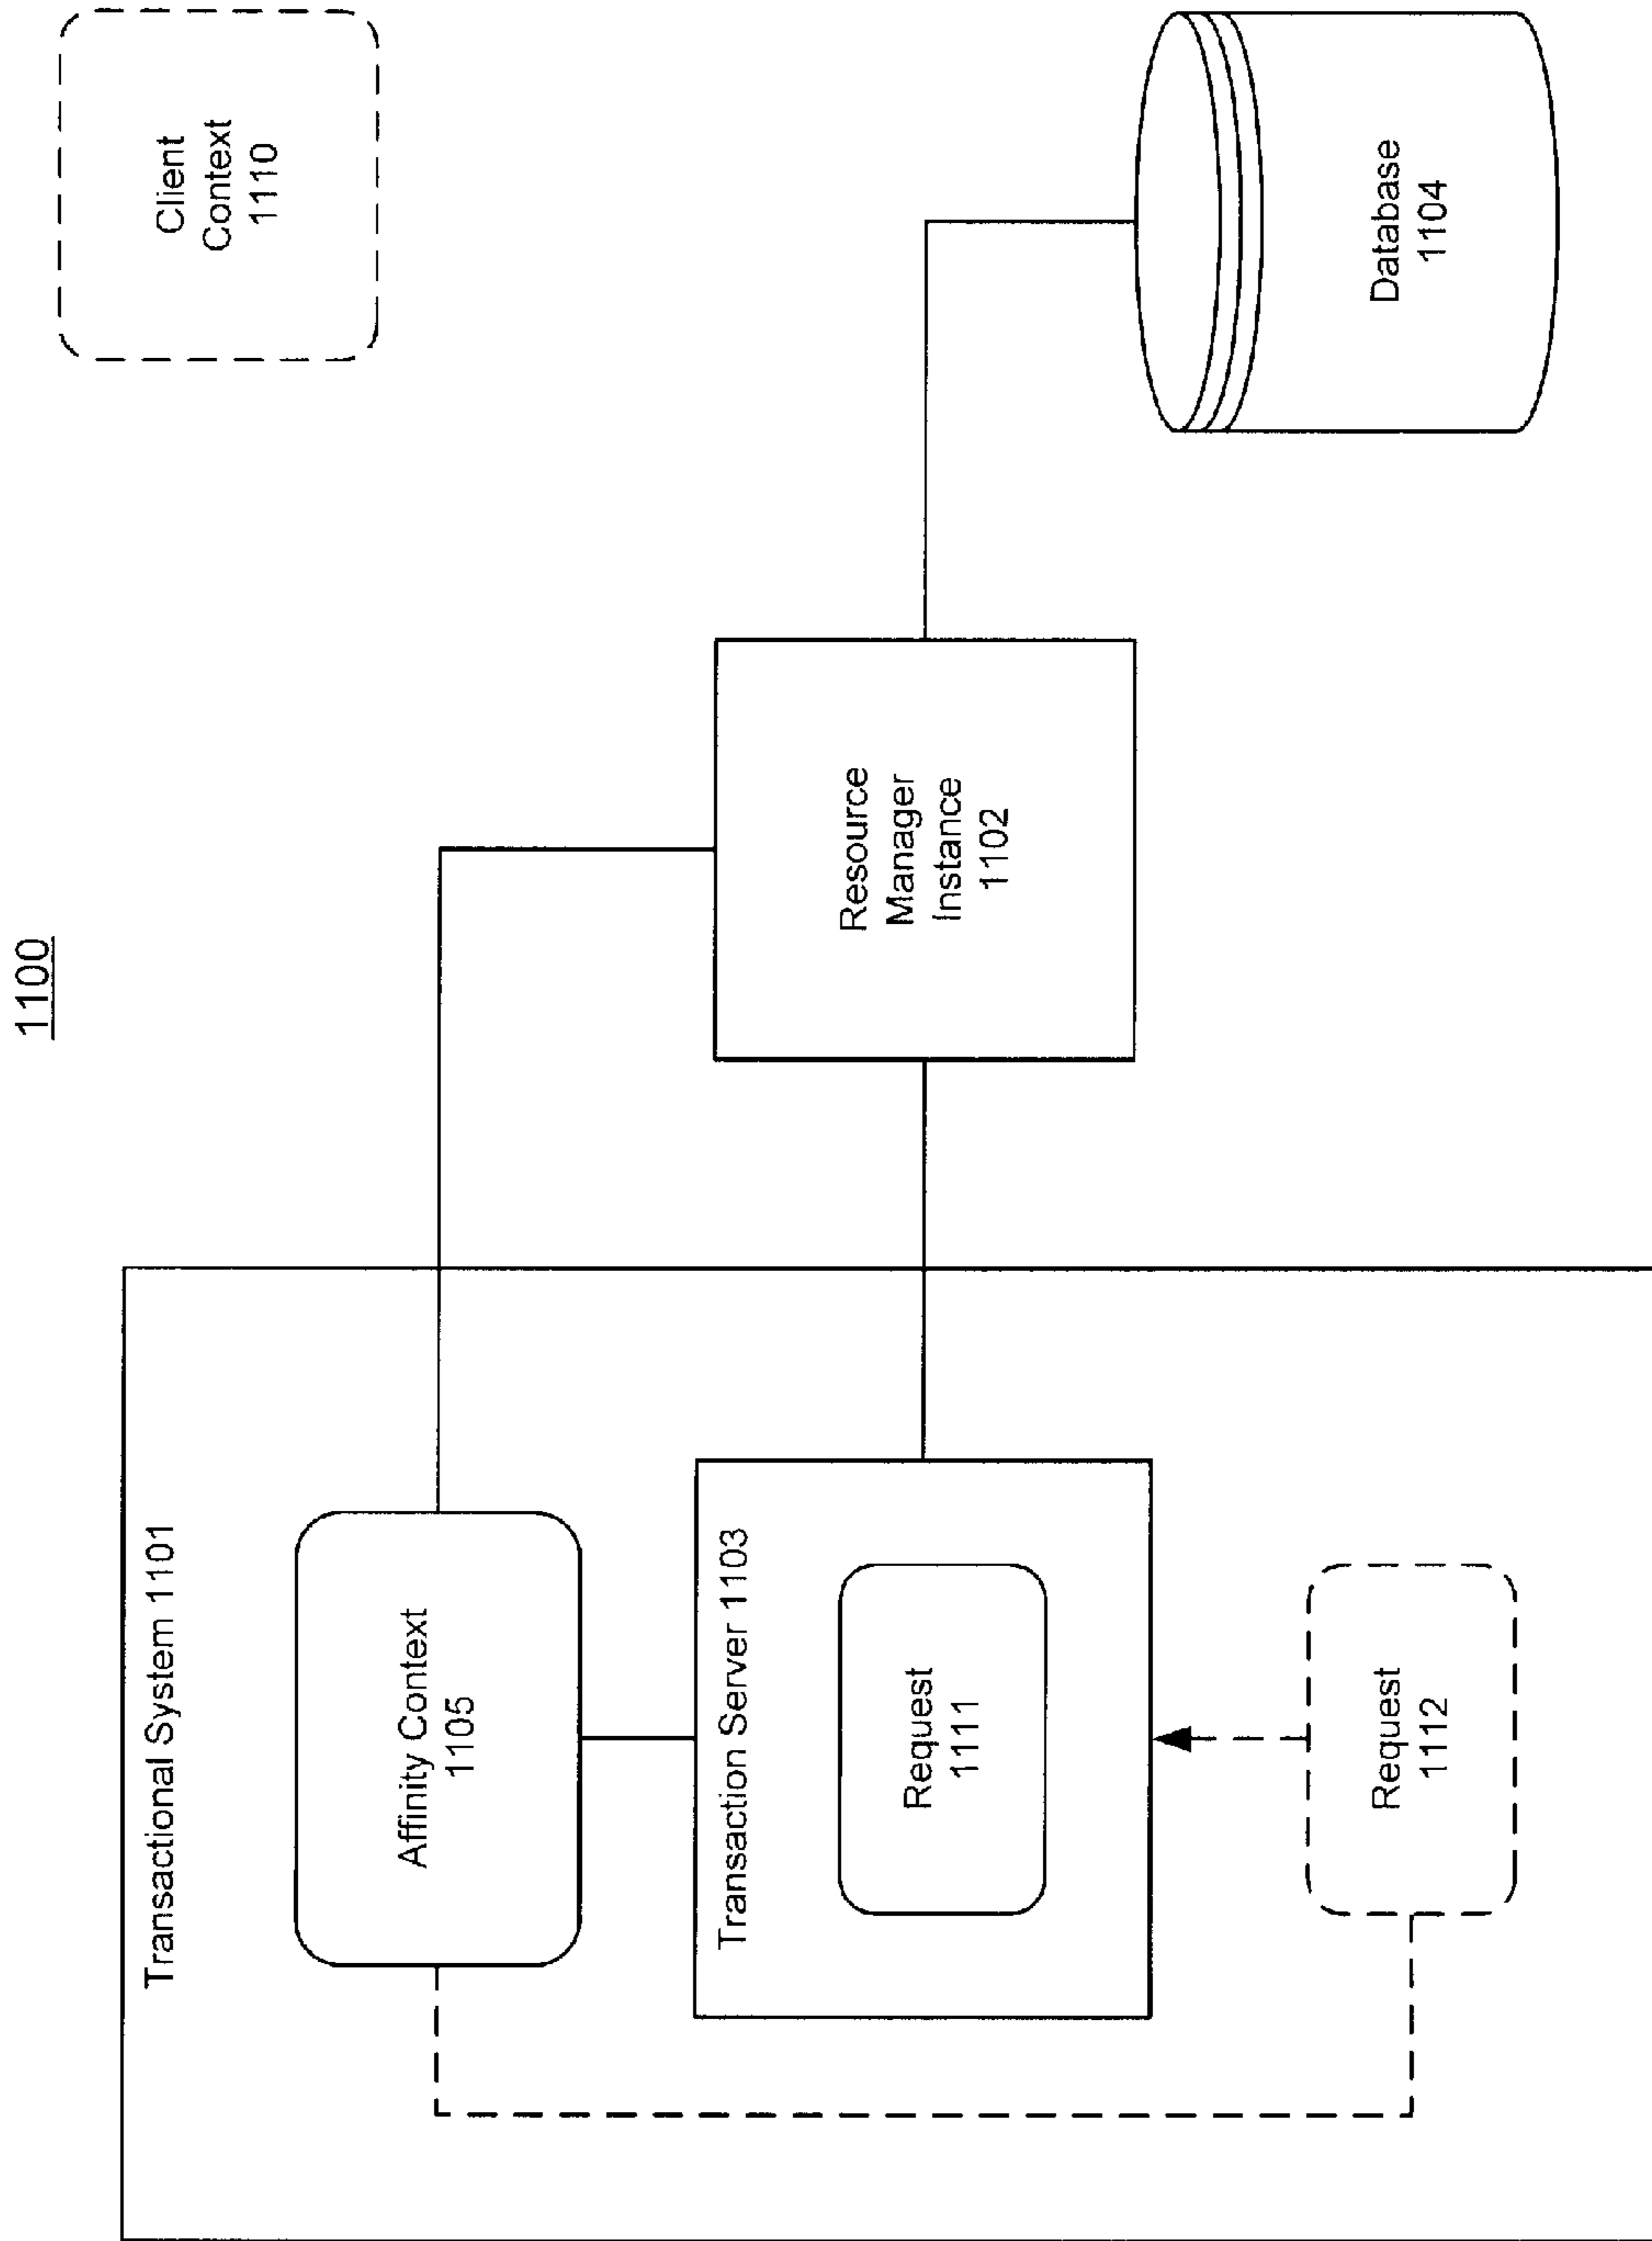 1100
Transactional System 1101
Affinity Context
1105
Client
Context
1110
Transaction Server 1103
Request
1111
Resource
Manager
Instance
1102
Request
1112
Database
1104